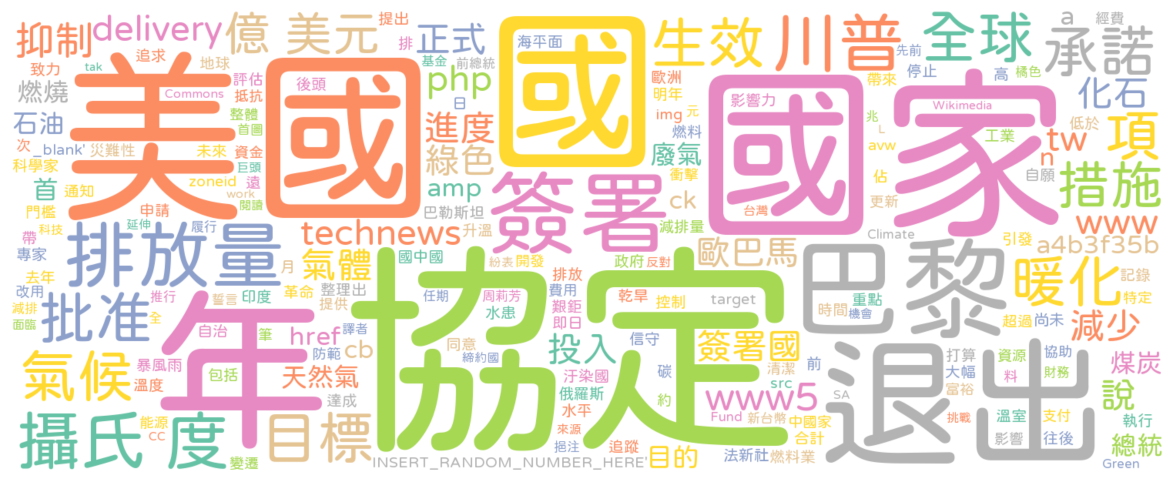 抑制
delivery
億
美元
提出
排
正式
海平面
生效
川普
全球
a
經費
承諾
致力
tak
追求
地球
基金
前總統
php
日
歐洲
明年
先前
停止
高
橘色
化石
燃燒
Commons
評估
抵抗
後頭
美國
國
國家
影響力
帶來
兆
Wikimedia
工業
低於
項
石油
整體
首圖
進度
img
元
燃料
L
avw
tw
n
自願
次
_blank'
災難性
未來
資金
巨頭
綠色
廢氣
衝擊
佔
更新
措施
科學家
zoneid
遠
work
閱讀
amp
簽署
ck
首
通知
申請
巴勒斯坦
減排量
台灣
www
門檻
科技
延伸
履行
technews
升溫
Climate
引發
a4b3f35b
帶
專家
排放量
氣體
國中國
紛表
開發
政府
反對
歐巴馬
巴黎
暖化
記錄
特定
去年
改用
月
整理出
協定
排放
費用
控制
target
時間
重點
機會
超過
尚未
減少
減排
面臨
批准
推行
全
誓言
印度
革命
提供
任期
周莉芳
水患
艱鉅
即日
乾旱
年
自治
筆
href
譯者
同意
締約國
投入
信守
簽署國
前
打算
大幅
富裕
資源
料
協助
財務
煤炭
氣候
暴風雨
溫度
包括
防範
cb
天然氣
達成
汙染國
俄羅斯
水平
碳
約
清潔
src
www5
SA
退出
說
攝氏
度
能源
CC
變遷
目標
來源
挹注
追蹤
Fund
新台幣
中國家
合計
挑戰
溫室
影響
支付
往後
執行
總統
INSERT_RANDOM_NUMBER_HERE'
目的
法新社
燃料業
Green